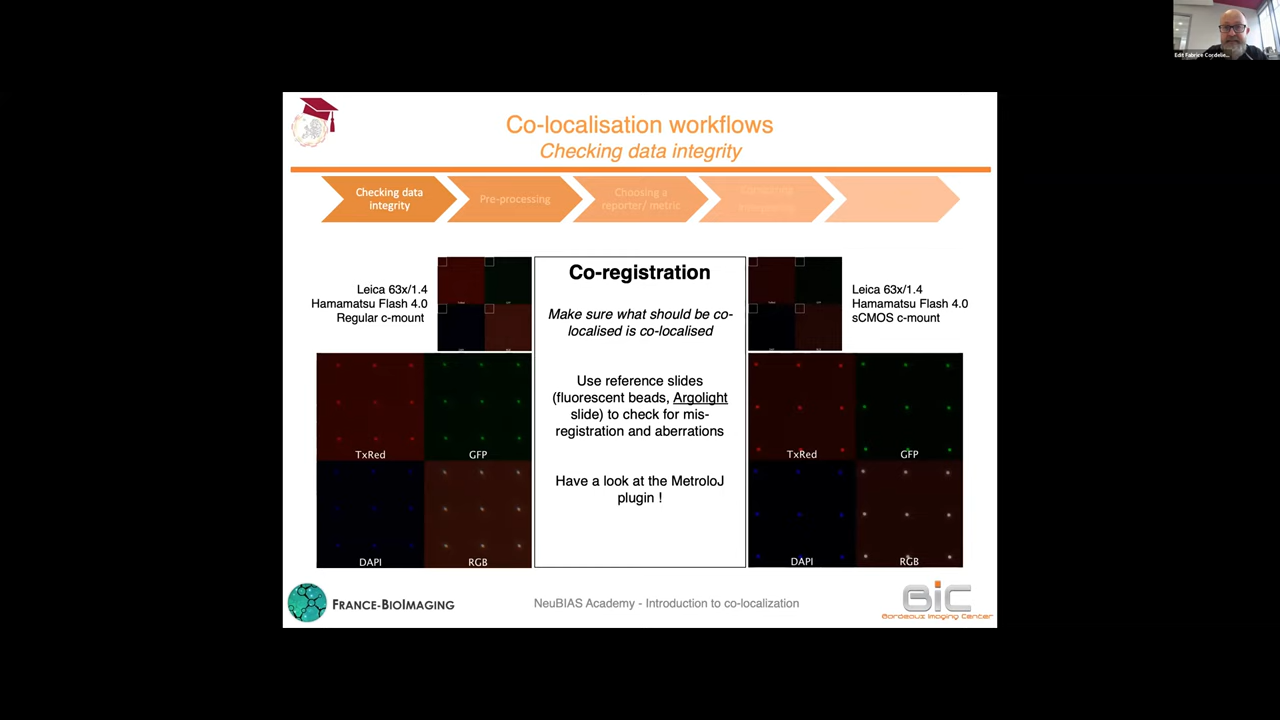 Co-localisation workflows
Checking data integrity
Checking data
integrity
Pre-processing
Choosing a
reporter/ metric
Leica 63x/1.4
Hamamatsu Flash 4.0
Regular c-mount
Co-registration
Make sure what should be co-
localised is co-localised
Use reference slides
(fluorescent beads, Argolight
slide) to check for mis-
registration and aberrations
Have a look at the MetroloJ
plugin !
Leica 63x/1.4
Hamamatsu Flash 4.0
sCMOS c-mount
TxRed
GFP
DAPI
RGB
TxRed
GFP
DAPI
RGB
FRANCE-BIOIMAGING
NeuBIAS Academy - Introduction to co-localization
BIC
Bordeaux Imaging Center